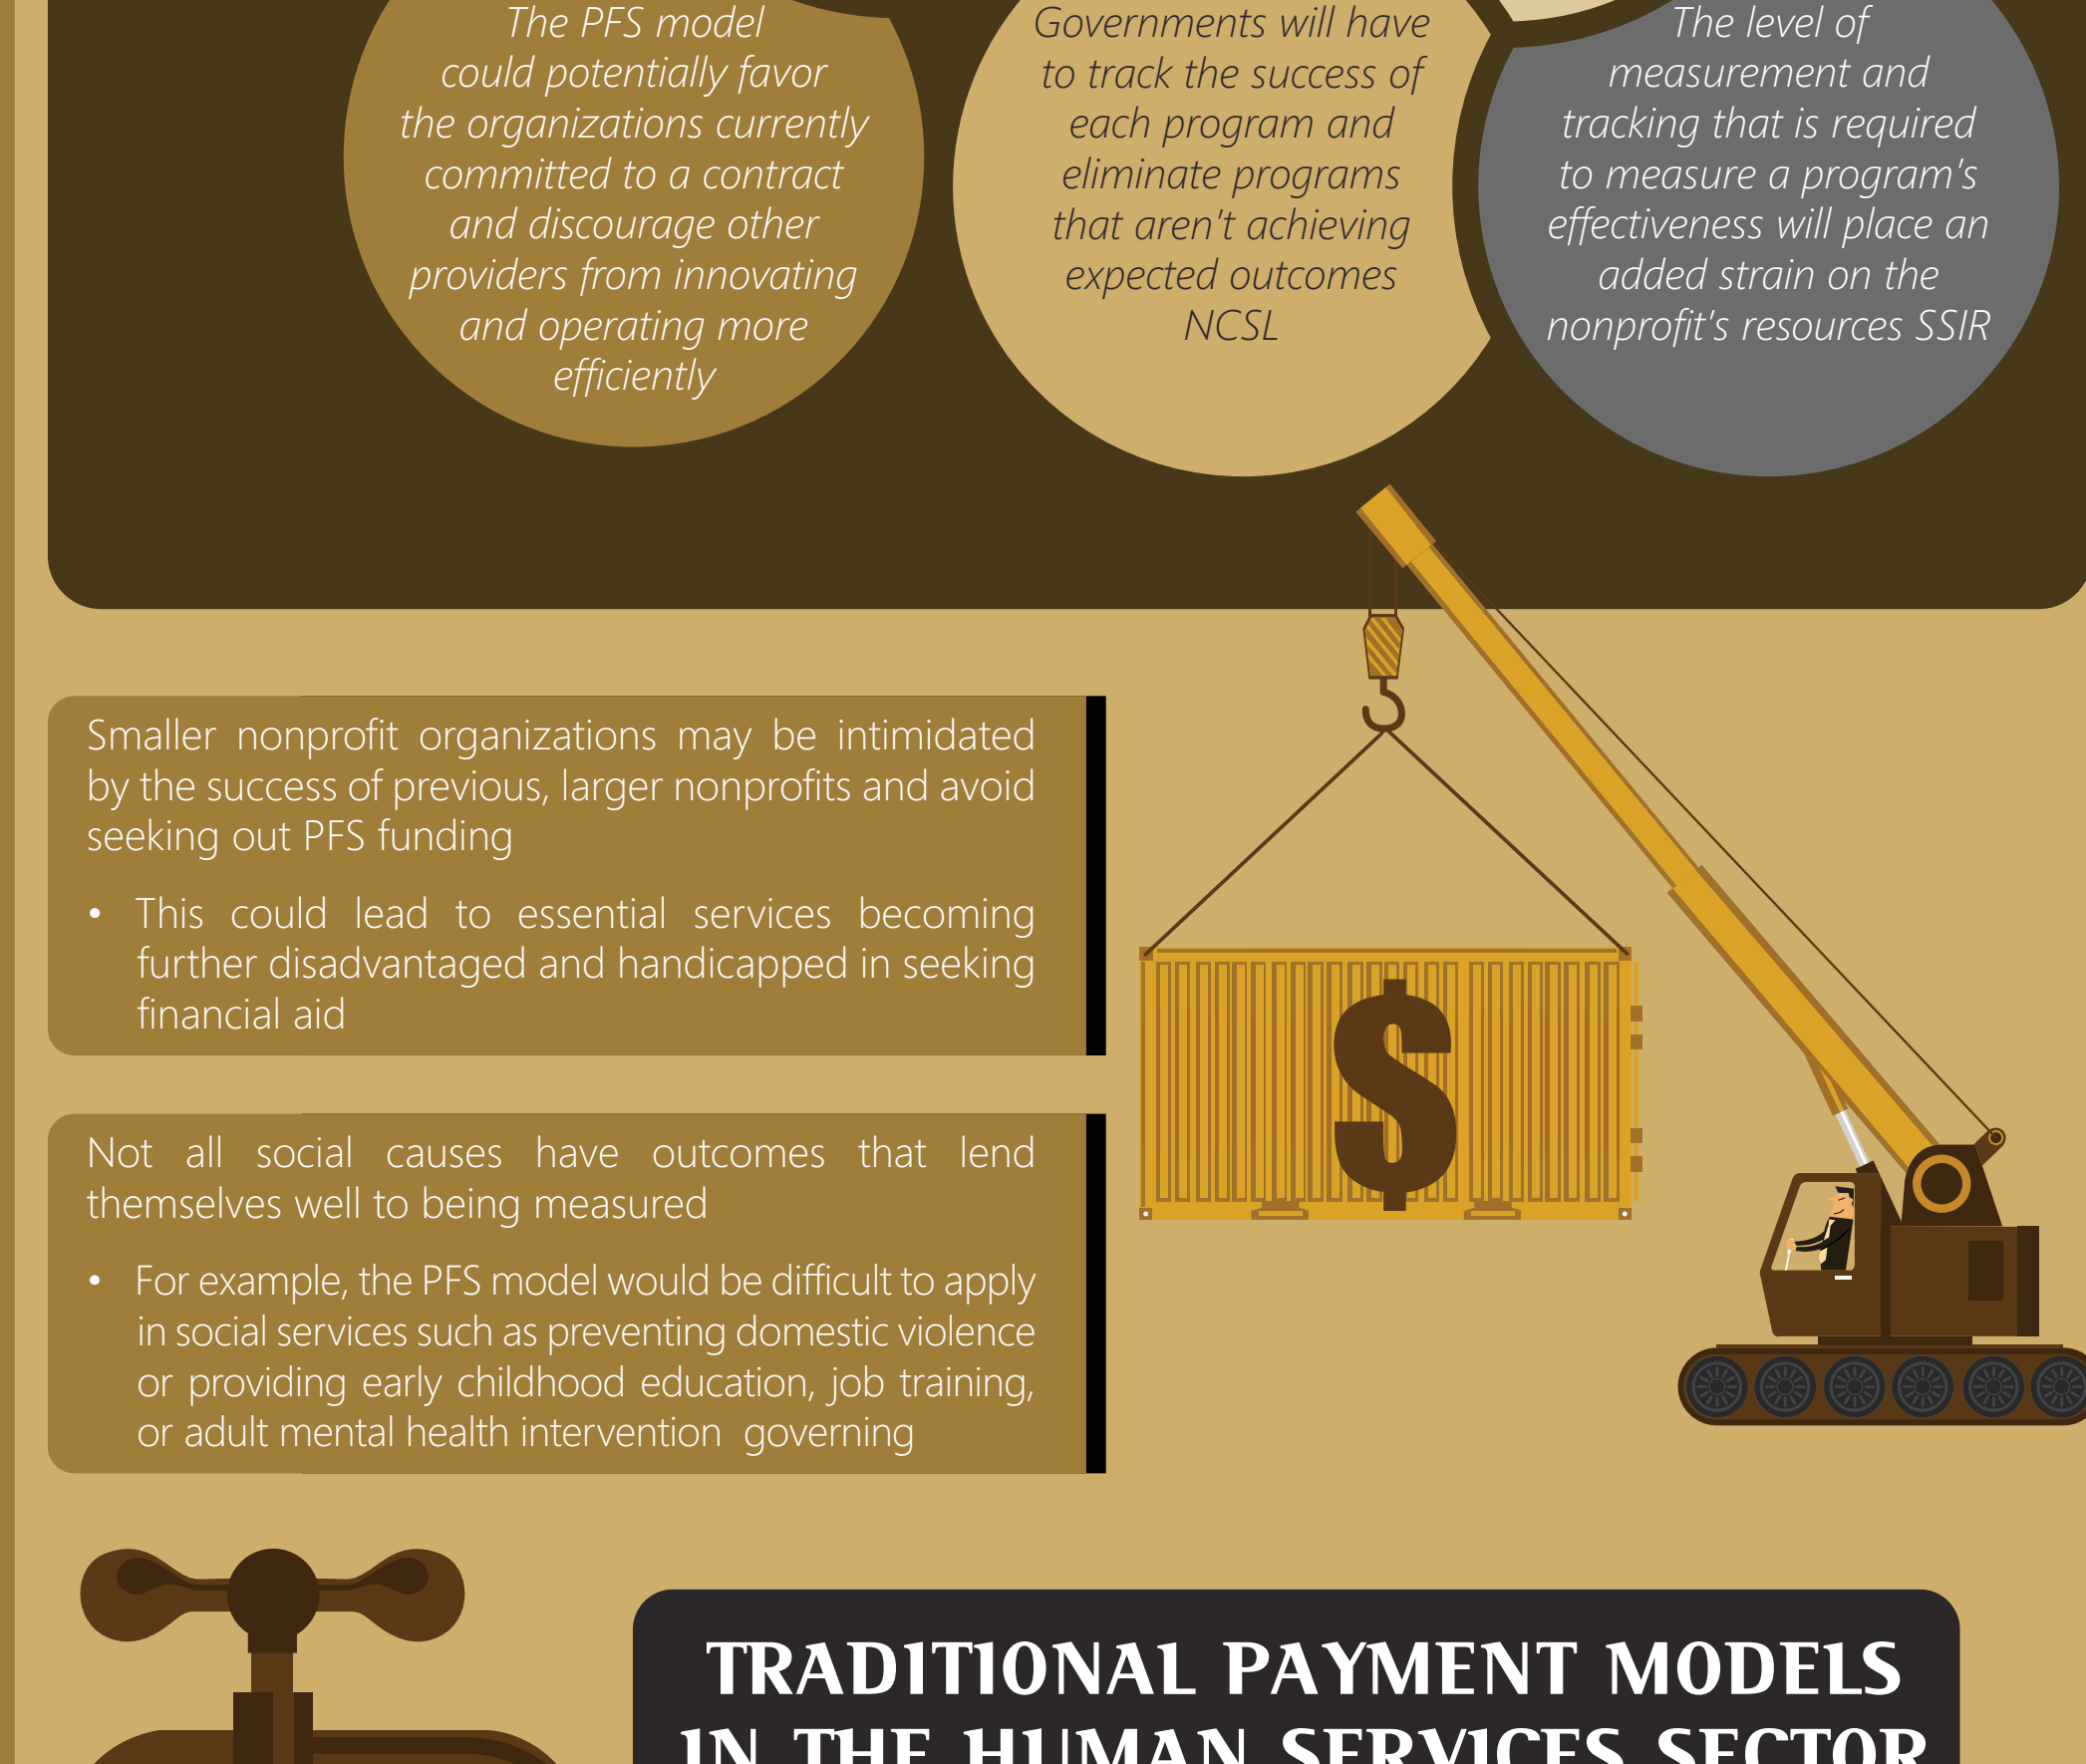 The PFS model
could potentially favor
the organizations currently
committed to a contract
and discourage other
providers from innovating
and operating more
efficiently
Governments will have
to track the success of
each program and
eliminate programs
that aren't achieving
expected outcomes
NCSL
The level of
measurement and
tracking that is required
to measure a program's
effectiveness will place an
added strain on the
nonprofit's resources SSIR
Smaller nonprofit organizations may be intimidated
by the success of previous, larger nonprofits and avoid
seeking out PFS funding
• This could lead to essential services becoming
further disadvantaged and handicapped in seeking
financial aid
$
Not all social causes have outcomes that lend
themselves well to being measured
• For example, the PFS model would be difficult to apply
in social services such as preventing domestic violence
or providing early childhood education, job training,
or adult mental health intervention governing
TRADITIONAL PAYMENT MODELS
IN THE HUMAN SERVICES SECTOR